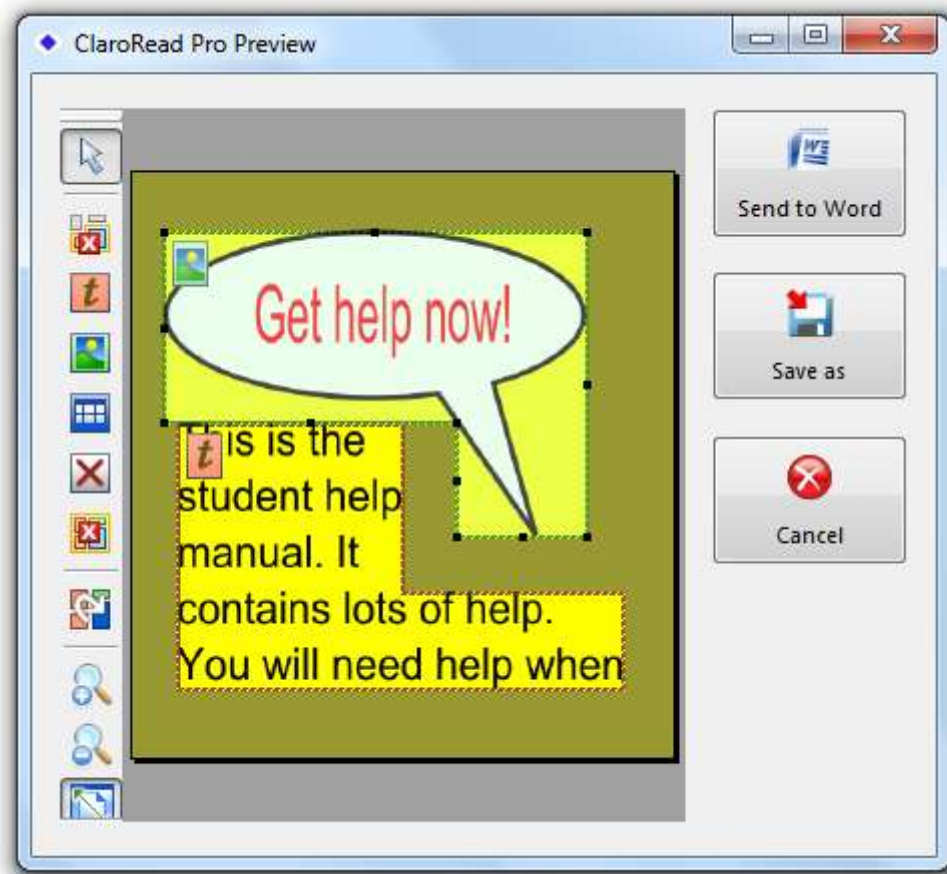 ClaroRead Pro Preview
Send to Word
Save as
Cancel
Get help now!
This is the
student help
manual. It
contains lots of help.
You will need help when